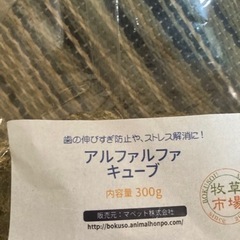 歯の伸びすぎ防止や、ストレス解消に！
アルファルファ
キューブ
内容量 300g
販売元：マペット株式会社
http://bokuso.animalhonpo.com/
牧草
市場